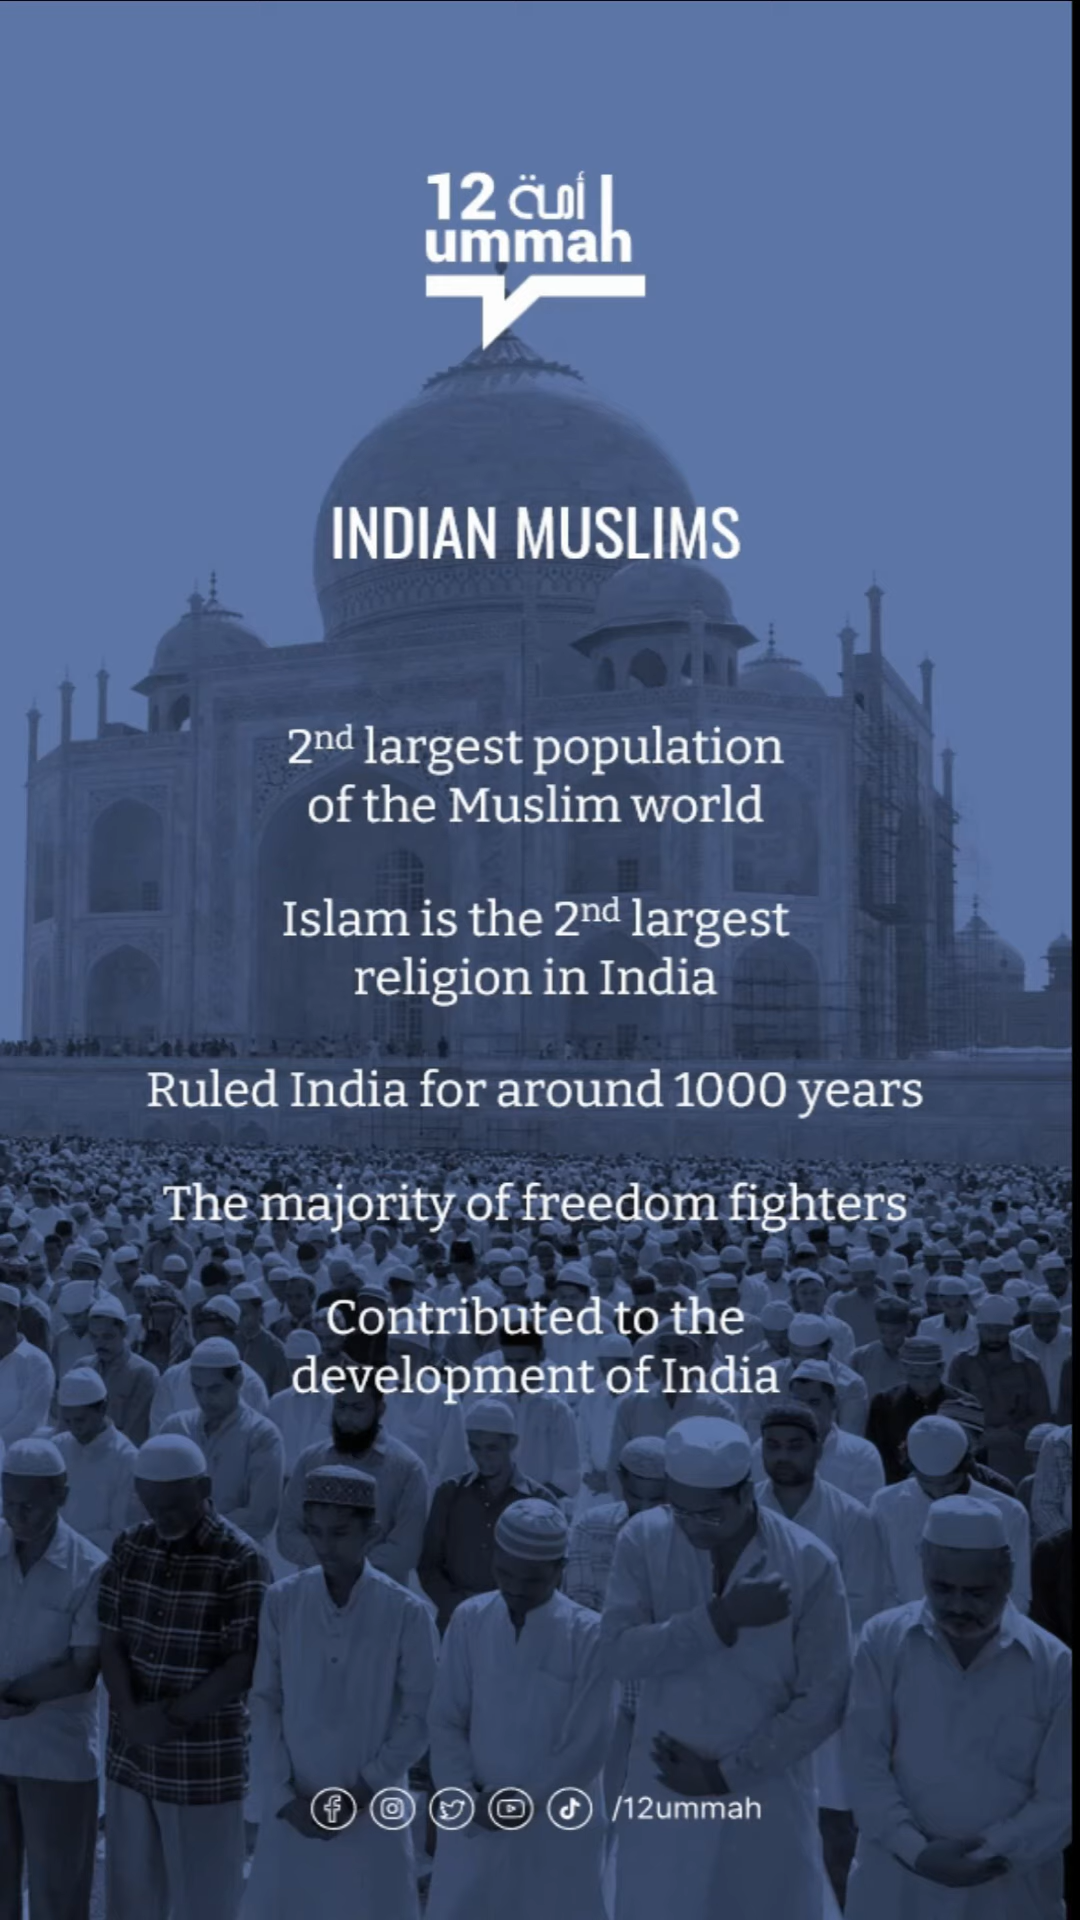 12 أمة
ummah
INDIAN MUSLIMS
2nd largest population
of the Muslim world
Islam is the 2nd largest
religion in India
Ruled India for around 1000 years
The majority of freedom fighters
Contributed to the
development of India
/12ummah